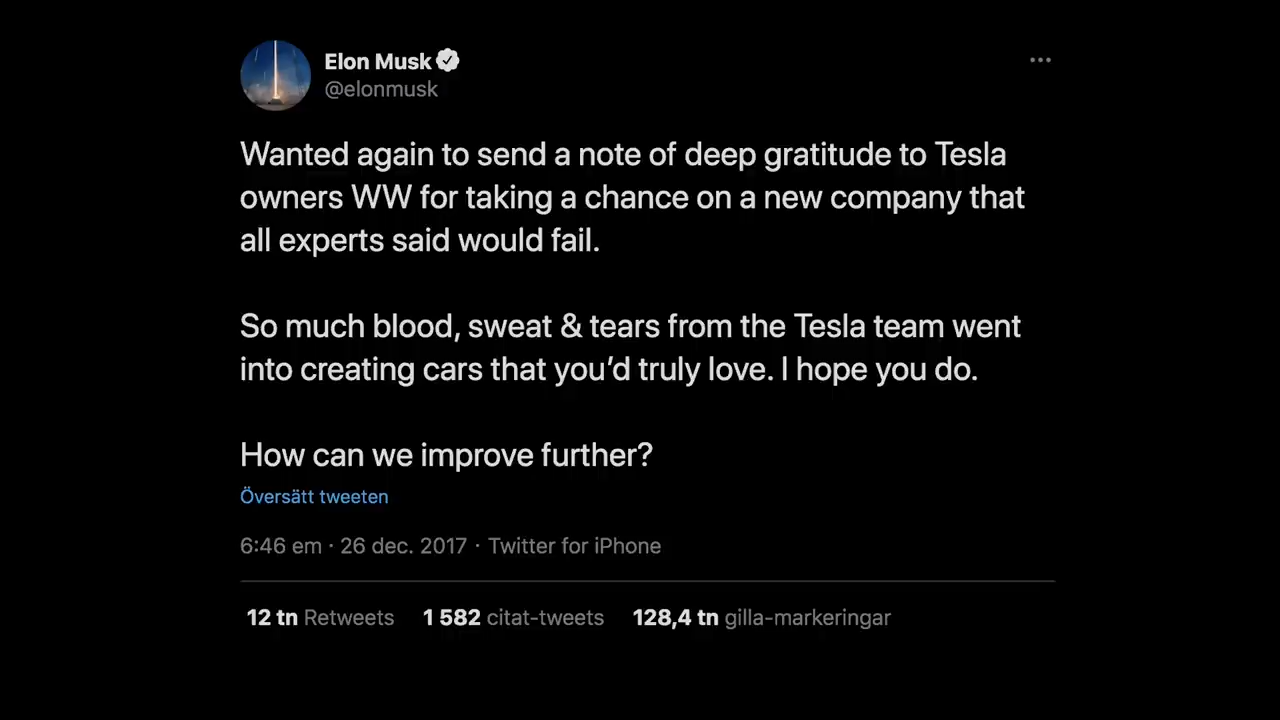 Elon Musk
@elonmusk
Wanted again to send a note of deep gratitude to Tesla
owners WW for taking a chance on a new company that
all experts said would fail.
So much blood, sweat & tears from the Tesla team went
into creating cars that you’d truly love. I hope you do.
How can we improve further?
Översätt tweeten
6:46 em · 26 dec. 2017 · Twitter for iPhone
12 tn Retweets 1 582 citat-tweets 128,4 tn gilla-markeringar